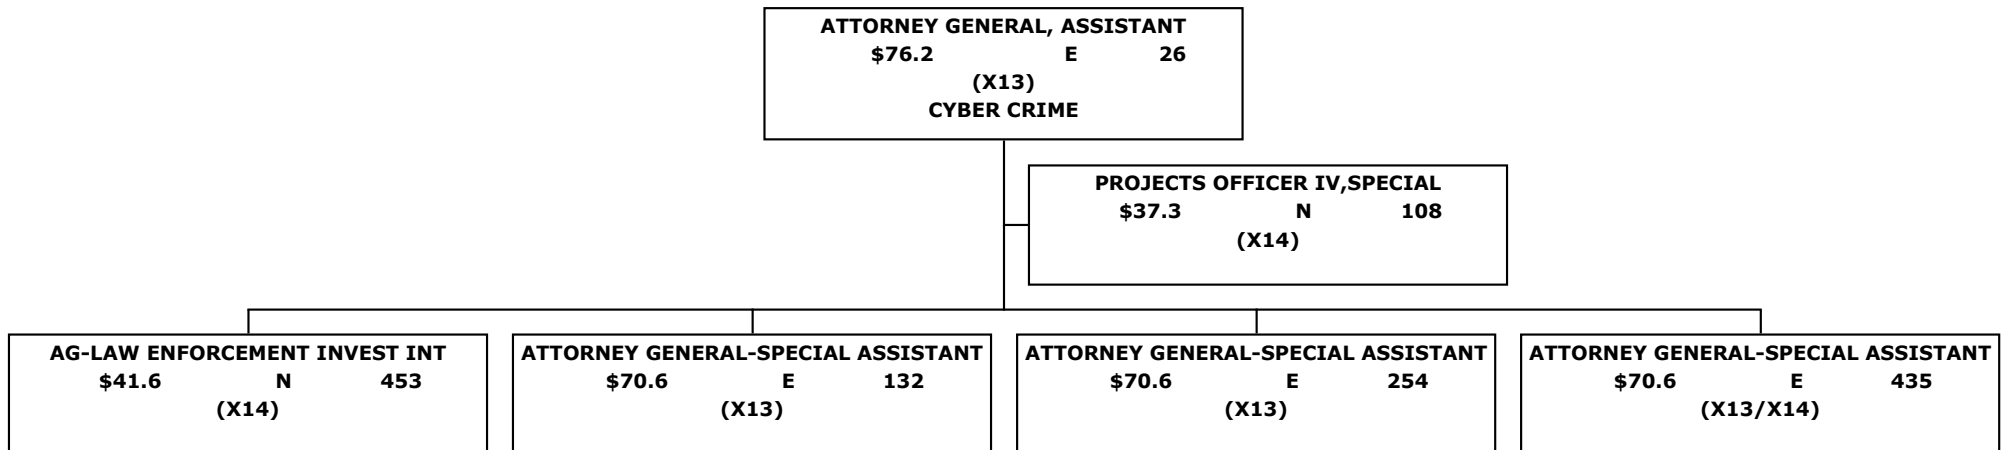 ATTORNEY GENERAL, ASSISTANT
$76.2 E 26
(X13)
CYBER CRIME
PROJECTS OFFICER IV,SPECIAL
$37.3 N 108
(X14)
AG-LAW ENFORCEMENT INVEST INT
$41.6 N 453
(X14)
ATTORNEY GENERAL-SPECIAL ASSISTANT
$70.6 E 132
(X13)
ATTORNEY GENERAL-SPECIAL ASSISTANT
$70.6 E 254
(X13)
ATTORNEY GENERAL-SPECIAL ASSISTANT
$70.6 E 435
(X13/X14)